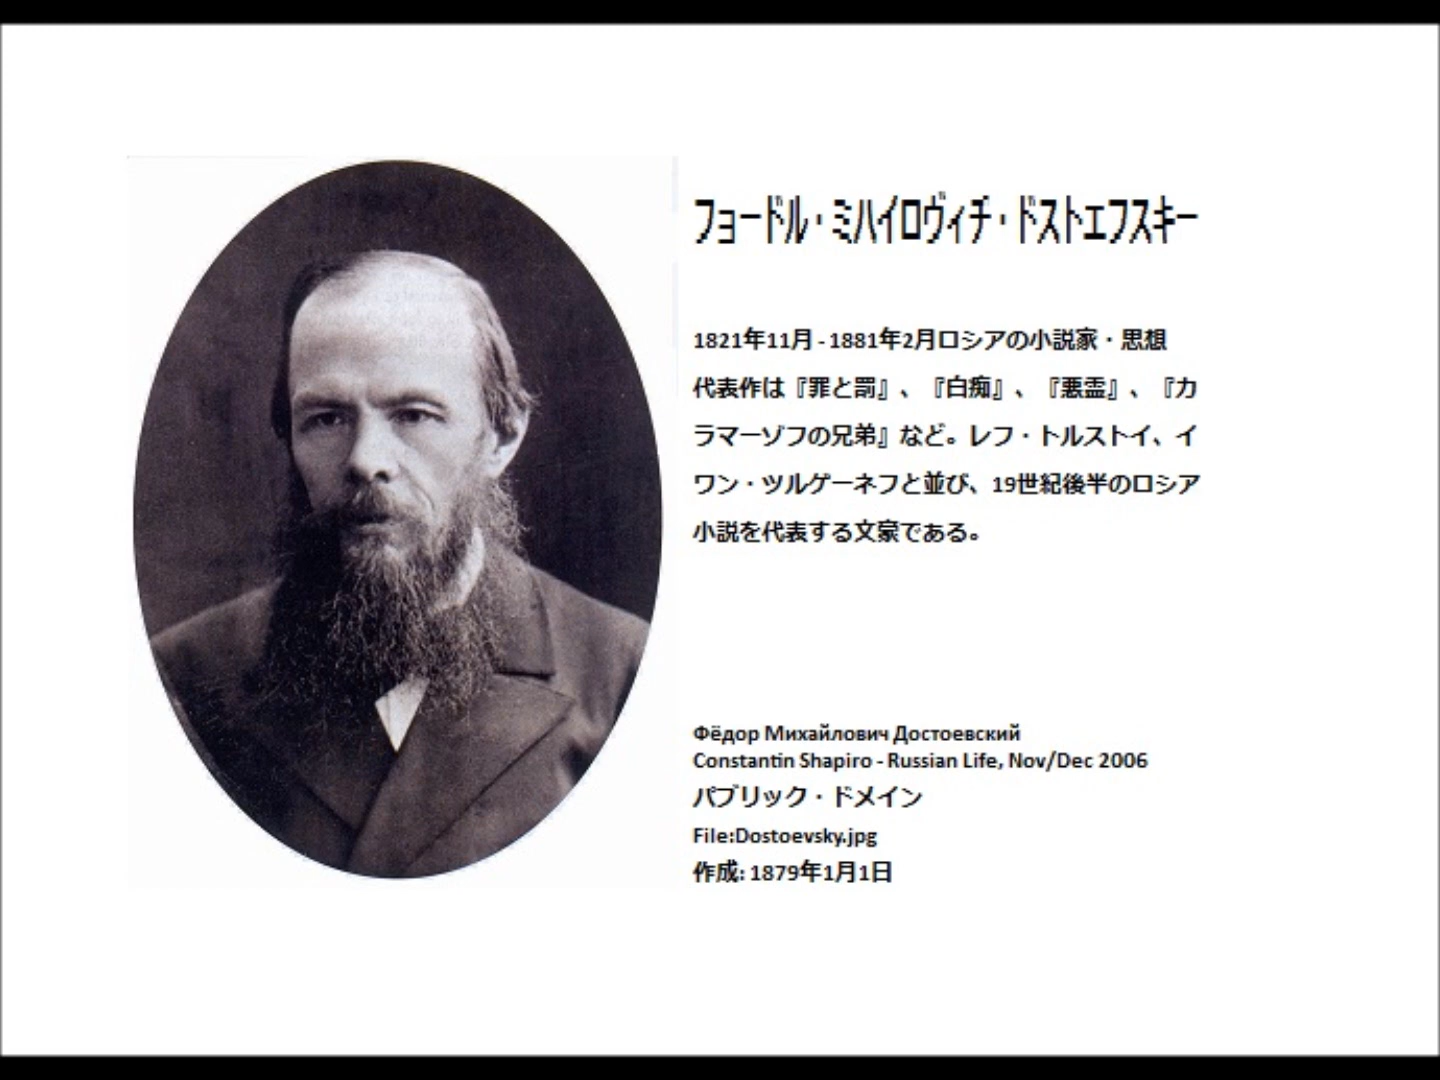 フョードル・ミハイロヴィチ・ドストエフスキー
1821年11月 - 1881年2月ロシアの小説家・思想
代表作は『罪と罰』、『白痴』、『悪霊』、『カ
ラマーゾフの兄弟』など。レフ・トルストイ、イ
ワン・ツルゲーネフと並び、19世紀後半のロシア
小説を代表する文豪である。
Фёдор Михайлович Достоевский
Constantin Shapiro - Russian Life, Nov/Dec 2006
パブリック・ドメイン
File:Dostoevsky.jpg
作成: 1879年1月1日